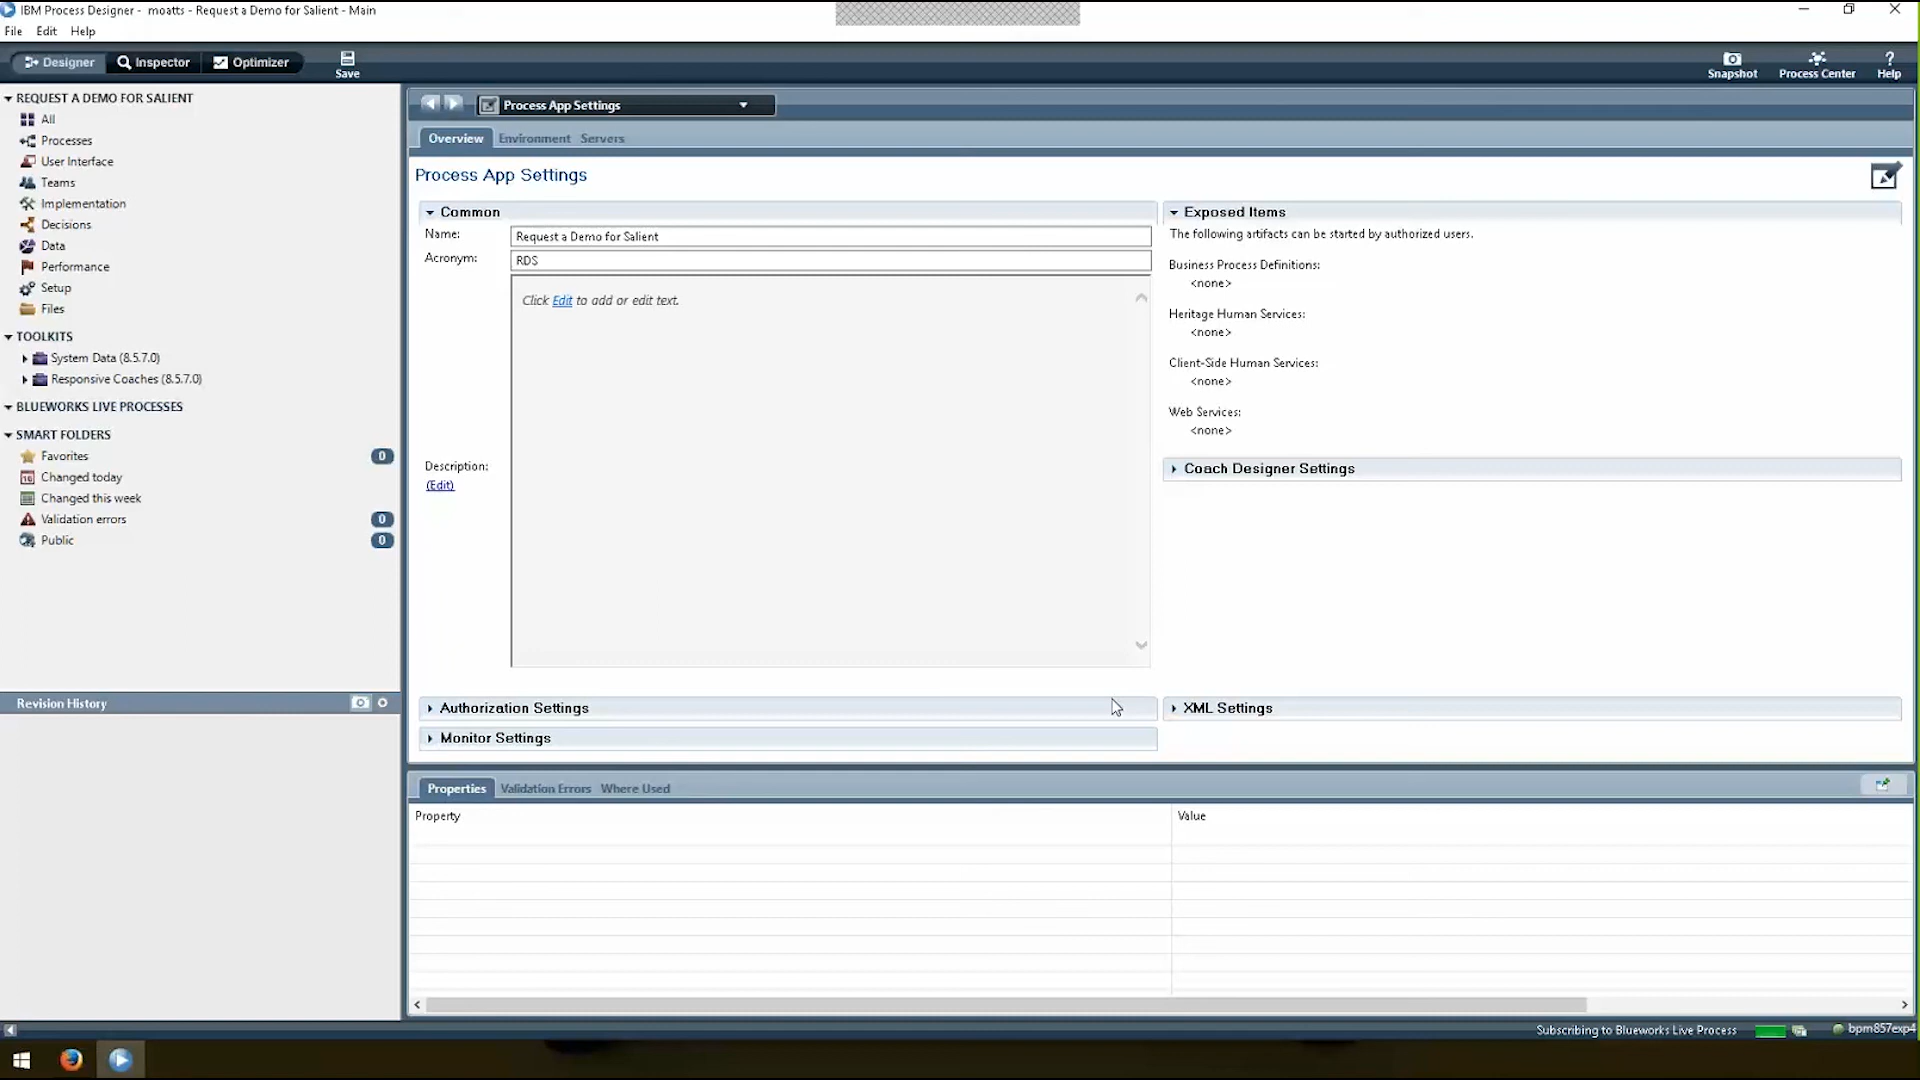 IBM Process Designer - moatts - Request a Demo for Salient - Main
File Edit Help
Designer Inspector Optimizer Save Snapshot Process Center Help
REQUEST A DEMO FOR SALIENT
All
Processes
User Interface
Teams
Implementation
Decisions
Data
Performance
Setup
Files
TOOLKITS
System Data (8.5.7.0)
Responsive Coaches (8.5.7.0)
BLUEWORKS LIVE PROCESSES
SMART FOLDERS
Favorites 0
Changed today
Changed this week
Validation errors 0
Public 0
Revision History
Process App Settings
Overview Environment Servers
Process App Settings
Common
Name: Request a Demo for Salient
Acronym: RDS
Click Edit to add or edit text.
Description:
(Edit)
Exposed Items
The following artifacts can be started by authorized users.
Business Process Definitions:
<none>
Heritage Human Services:
<none>
Client-Side Human Services:
<none>
Web Services:
<none>
Coach Designer Settings
Authorization Settings
XML Settings
Monitor Settings
Properties Validation Errors Where Used
Property Value
Subscribing to Blueworks Live Process bpm857exp4